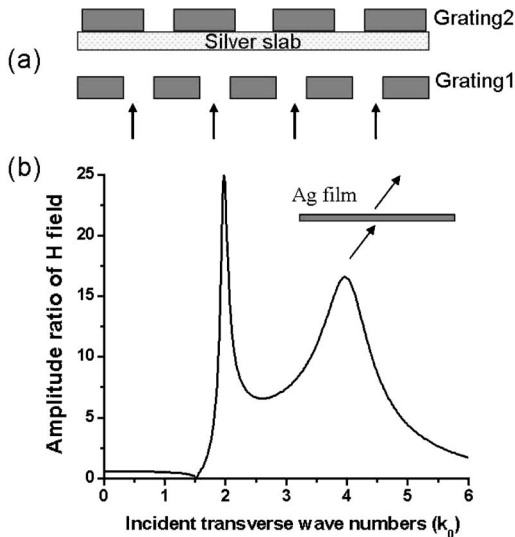 Grating2
Silver slab
(a)
Grating1
(b)
Ag film
Amplitude ratio of H field
25
20
15
10
5
0
0 1 2 3 4 5 6
Incident transverse wave numbers (k0)